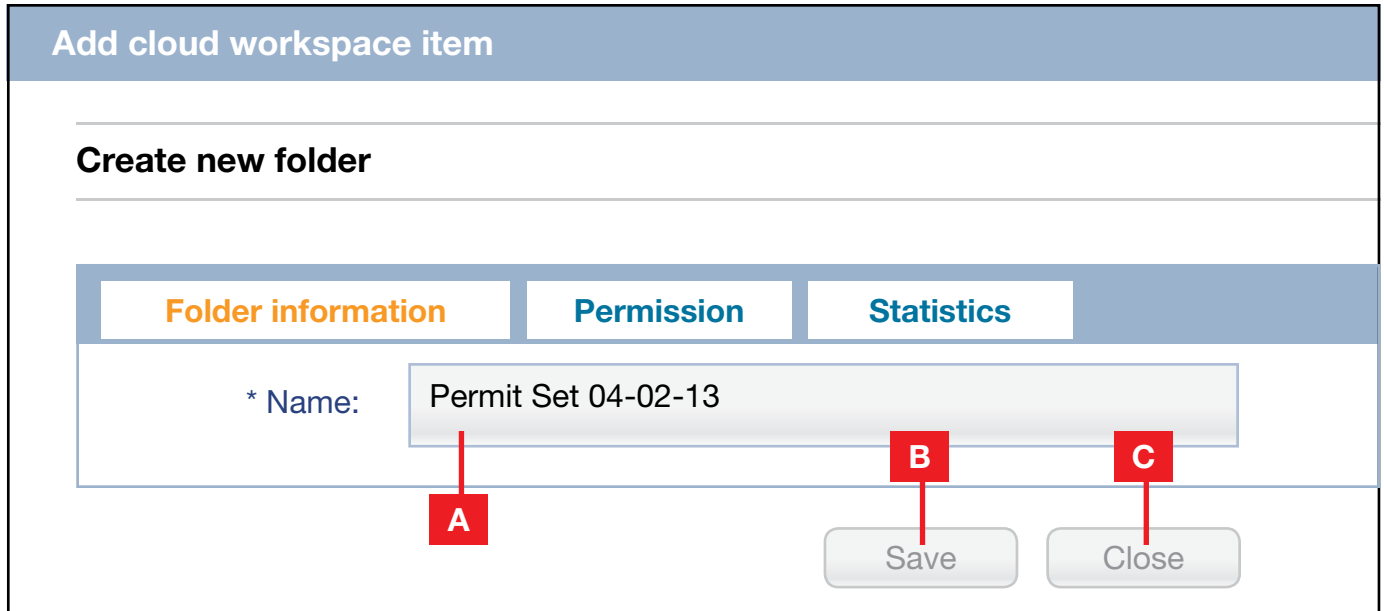 Add cloud workspace item
Create new folder
Folder information Permission Statistics
* Name: Permit Set 04-02-13
B C
A
Save Close